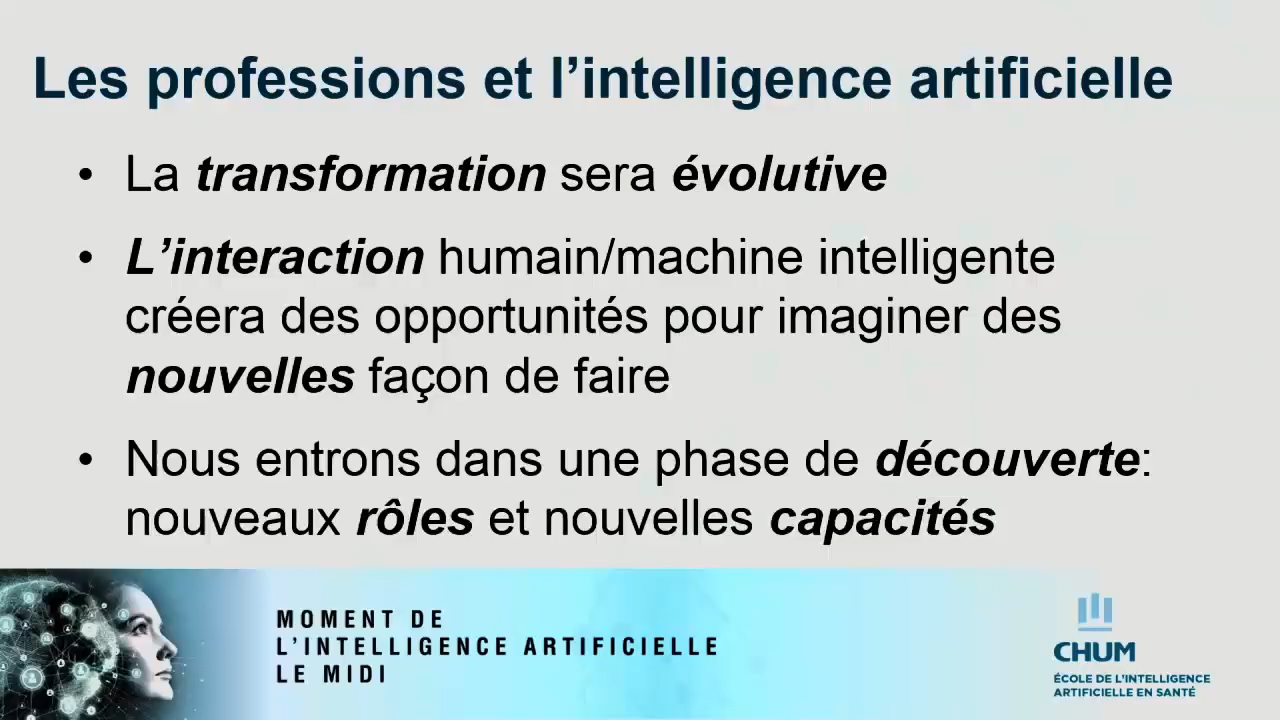 Les professions et l’intelligence artificielle
• La transformation sera évolutive
• L’interaction humain/machine intelligente
créera des opportunités pour imaginer des
nouvelles façon de faire
• Nous entrons dans une phase de découverte:
nouveaux rôles et nouvelles capacités
MOMENT DE
L’INTELLIGENCE ARTIFICIELLE
LE MIDI
CHUM
ÉCOLE DE L’INTELLIGENCE
ARTIFICIELLE EN SANTÉ